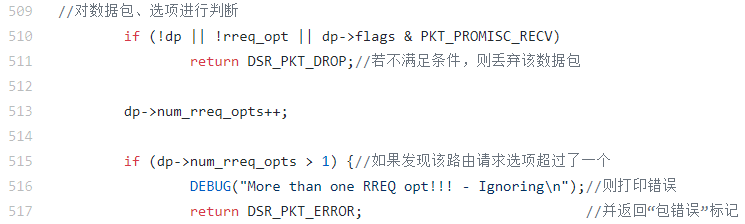 509 //对数据包、选项进行判断
510 if (!dp || !rreq_opt || dp->flags & PKT_PROMISC_RECV)
511 return DSR_PKT_DROP;//若不满足条件，则丢弃该数据包
512
513 dp->num_rreq_opts++;
514
515 if (dp->num_rreq_opts > 1) {//如果发现该路由请求选项超过了一个
516 DEBUG("More than one RREQ opt!!! - Ignoring\n");//则打印错误
517 return DSR_PKT_ERROR; //并返回“包错误”标记